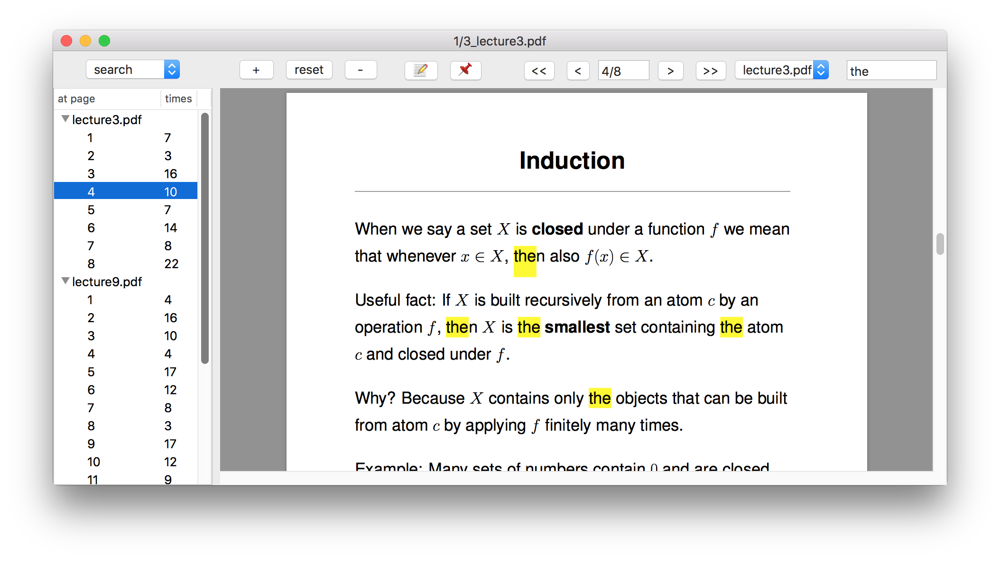 1/3_lecture3.pdf
search + reset - << < 4/8 > >> lecture3.pdf the
at page times
lecture3.pdf
1 7
2 3
3 16
4 10
5 7
6 14
7 8
8 22
lecture9.pdf
1 4
2 16
3 10
4 4
5 17
6 12
7 8
8 3
9 17
10 12
11 9
Induction
When we say a set X is closed under a function f we mean
that whenever x ∈ X, then also f(x) ∈ X.
Useful fact: If X is built recursively from an atom c by an
operation f, then X is the smallest set containing the atom
c and closed under f.
Why? Because X contains only the objects that can be built
from atom c by applying f finitely many times.
Example: Many sets of numbers contain 0 and are closed